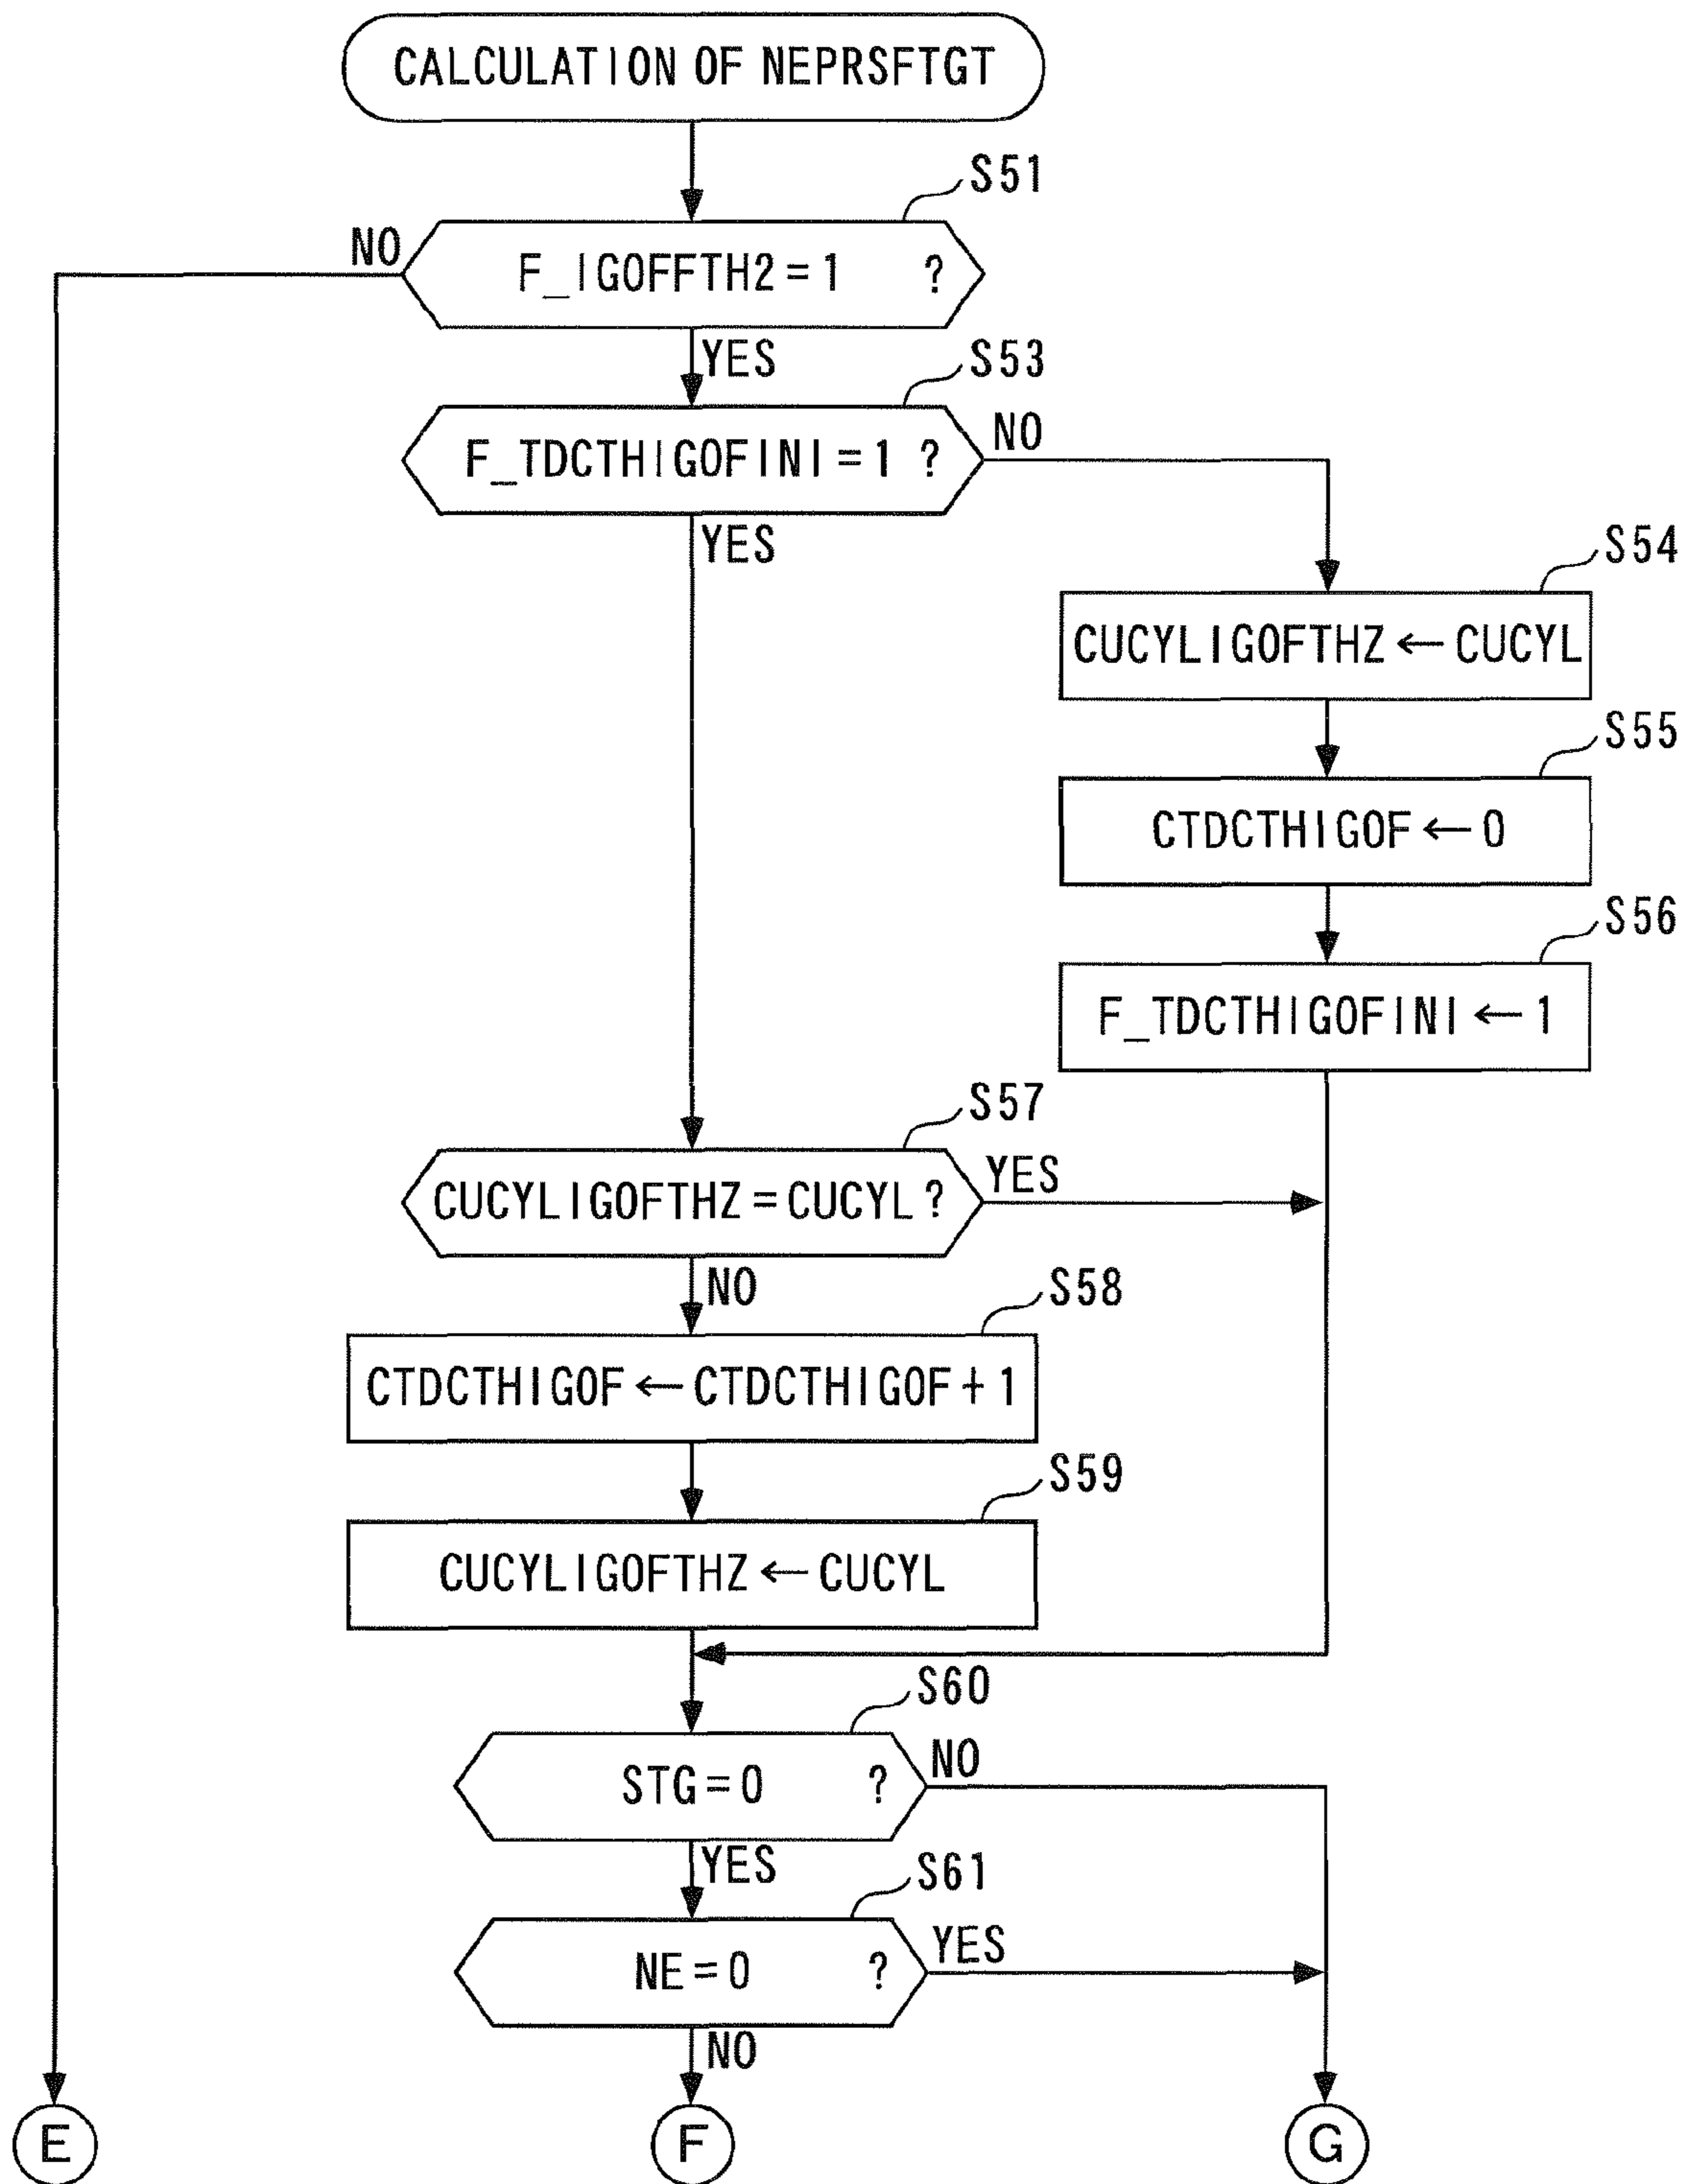 CALCULATION OF NEPRSFTGT
S51
NO
F_IGOFFTH2=1 ?
YES
S53
F_TDCTHIGOFINI=1 ?
NO
YES
S54
CUCYLIGOFTHZ←CUCYL
S55
CTDCTHIGOF←0
S56
F_TDCTHIGOFINI←1
S57
CUCYLIGOFTHZ=CUCYL?
YES
NO
S58
CTDCTHIGOF←CTDCTHIGOF+1
S59
CUCYLIGOFTHZ←CUCYL
S60
STG=0 ?
NO
YES
S61
NE=0 ?
YES
NO
E
F
G